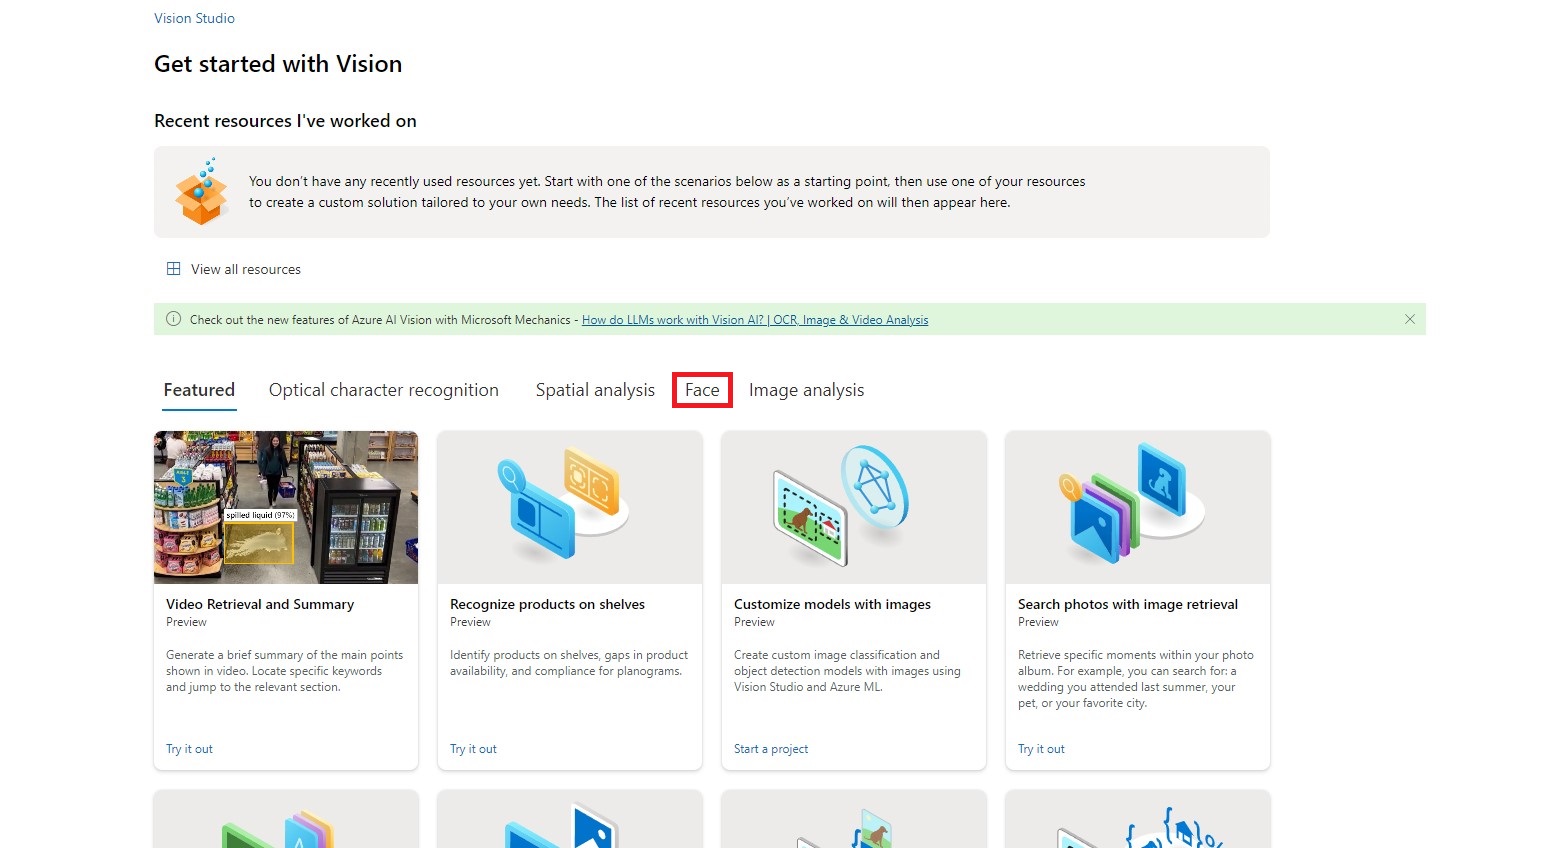 Vision Studio
Get started with Vision
Recent resources I've worked on
You don't have any recently used resources yet. Start with one of the scenarios below as a starting point, then use one of your resources
to create a custom solution tailored to your own needs. The list of recent resources you've worked on will then appear here.
View all resources
Check out the new features of Azure AI Vision with Microsoft Mechanics - How do LLMs work with Vision AI? | OCR, Image & Video Analysis
Featured
Optical character recognition
Spatial analysis
Face
Image analysis
AISLE
3
spilled liquid (97%)
Video Retrieval and Summary
Preview
Generate a brief summary of the main points
shown in video. Locate specific keywords
and jump to the relevant section.
Try it out
Recognize products on shelves
Preview
Identify products on shelves, gaps in product
availability, and compliance for planograms.
Try it out
Customize models with images
Preview
Create custom image classification and
object detection models with images using
Vision Studio and Azure ML.
Start a project
Search photos with image retrieval
Preview
Retrieve specific moments within your photo
album. For example, you can search for: a
wedding you attended last summer, your
pet, or your favorite city.
Try it out
A